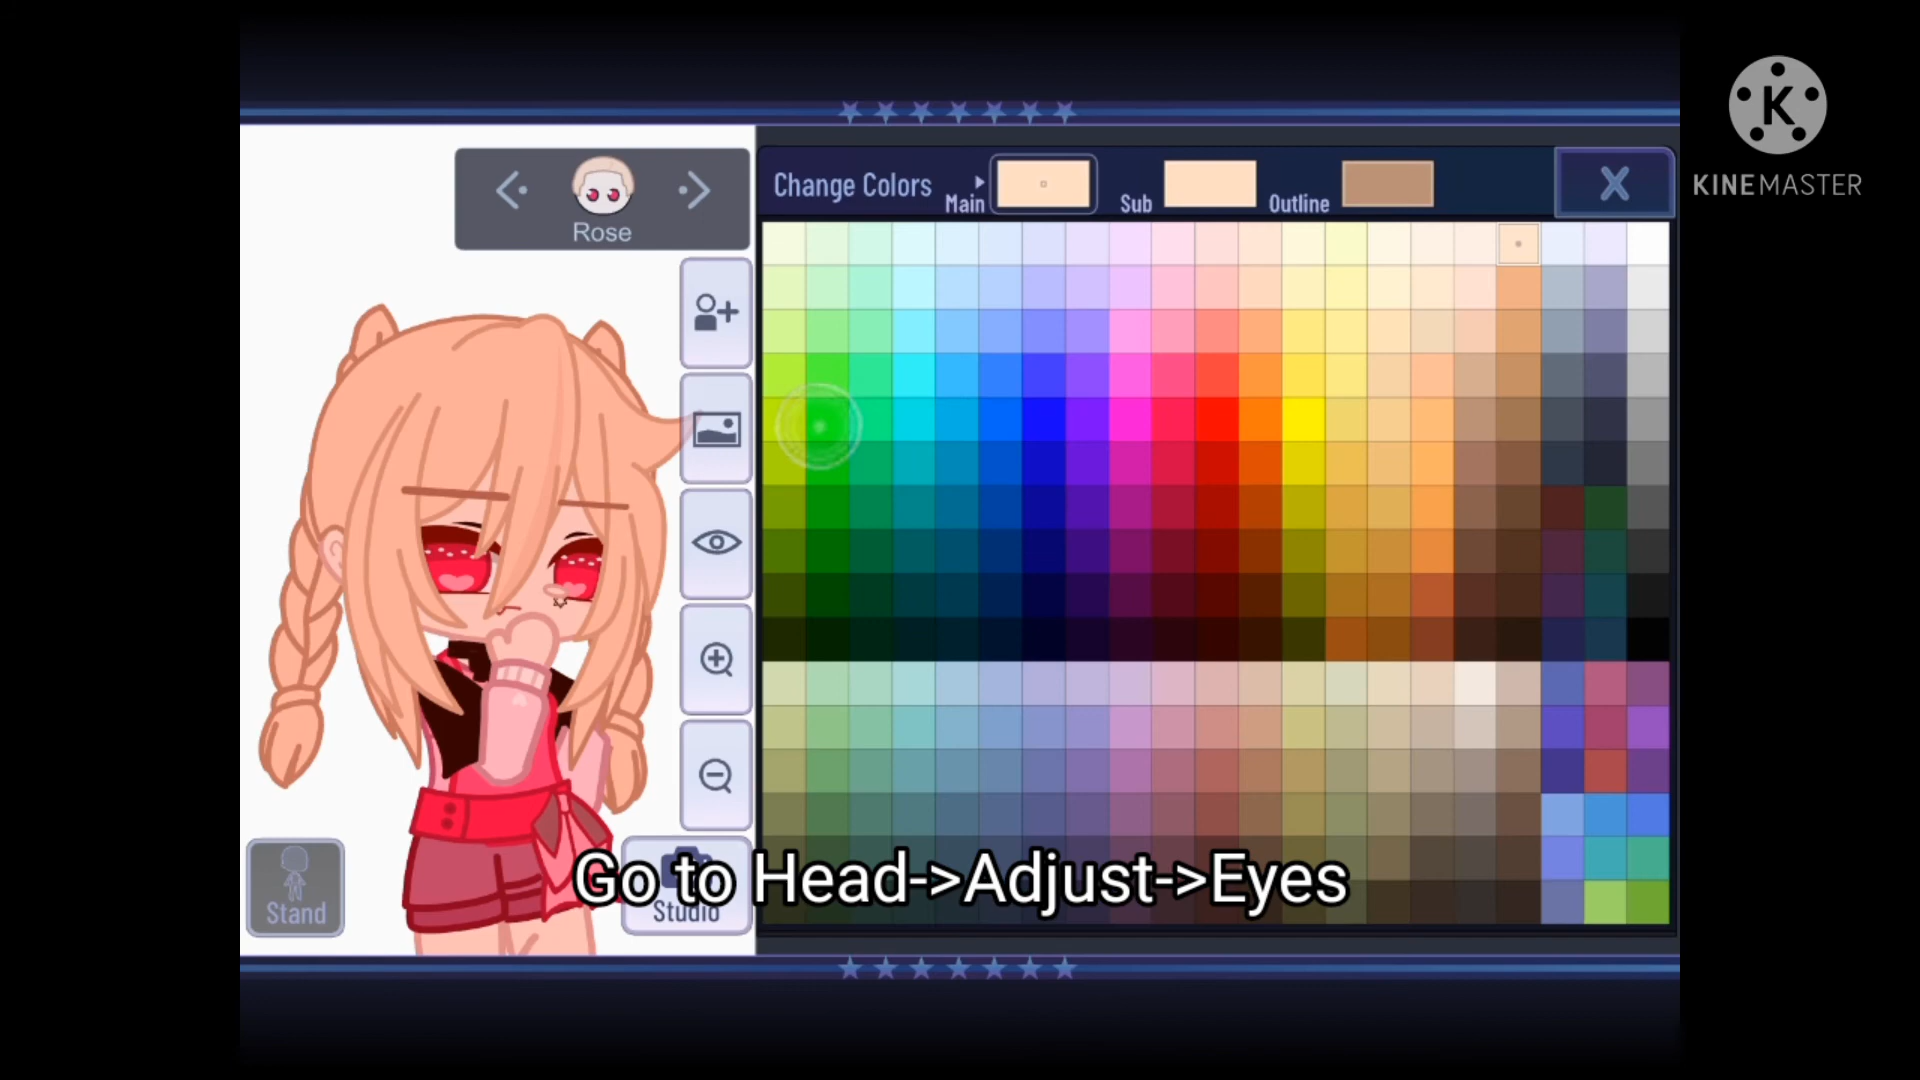 Change Colors
Main
Sub
Outline
X
K
KINEMASTER
Rose
Go to Head->Adjust->Eyes
Stand
Studio